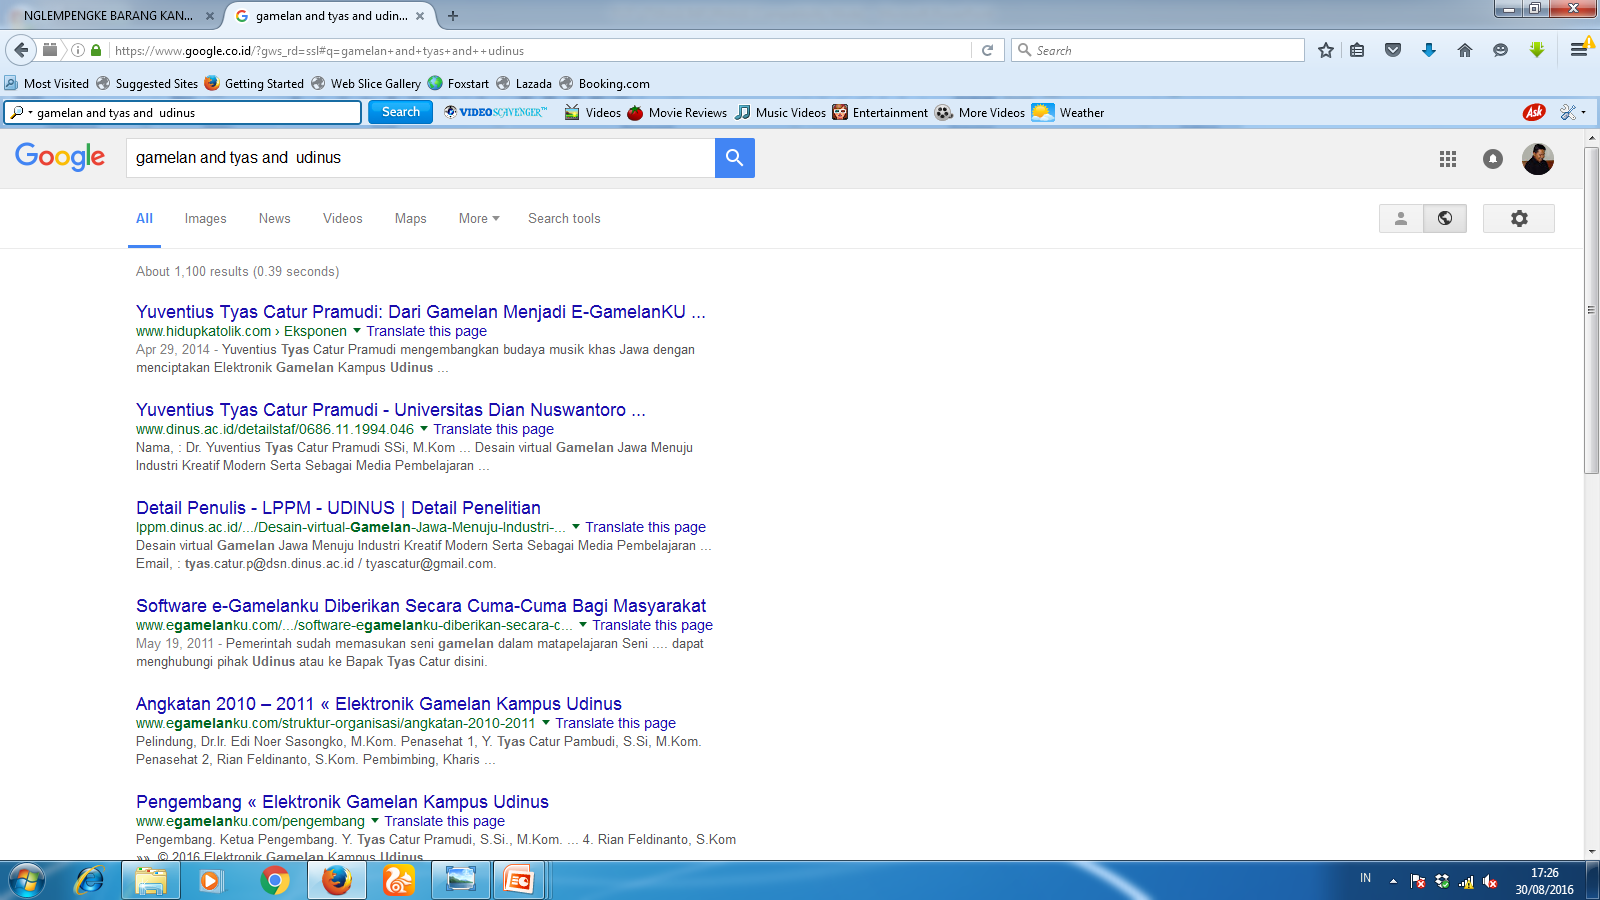 NGLEMPENGKE BARANG KAN...
gamelan and tyas and udin...
https://www.google.co.id/?gws_rd=ssl#q=gamelan+and+tyas+and++udinus
Search
Most Visited Suggested Sites Getting Started Web Slice Gallery Foxstart Lazada Booking.com
gamelan and tyas and  udinus Search VIDEOSCAVENGER™ Videos Movie Reviews Music Videos Entertainment More Videos Weather Ask
Google gamelan and tyas and  udinus
All Images News Videos Maps More Search tools
About 1,100 results (0.39 seconds)
Yuventius Tyas Catur Pramudi: Dari Gamelan Menjadi E-GamelanKU ...
www.hidupkatolik.com › Eksponen Translate this page
Apr 29, 2014 - Yuventius Tyas Catur Pramudi mengembangkan budaya musik khas Jawa dengan
menciptakan Elektronik Gamelan Kampus Udinus ...
Yuventius Tyas Catur Pramudi - Universitas Dian Nuswantoro ...
www.dinus.ac.id/detailstaf/0686.11.1994.046 Translate this page
Nama, : Dr. Yuventius Tyas Catur Pramudi SSi, M.Kom ... Desain virtual Gamelan Jawa Menuju
Industri Kreatif Modern Serta Sebagai Media Pembelajaran ...
Detail Penulis - LPPM - UDINUS | Detail Penelitian
lppm.dinus.ac.id/.../Desain-virtual-Gamelan-Jawa-Menuju-Industri-... Translate this page
Desain virtual Gamelan Jawa Menuju Industri Kreatif Modern Serta Sebagai Media Pembelajaran ...
Email, : tyas.catur.p@dsn.dinus.ac.id / tyascatur@gmail.com.
Software e-Gamelanku Diberikan Secara Cuma-Cuma Bagi Masyarakat
www.egamelanku.com/.../software-egamelanku-diberikan-secara-c... Translate this page
May 19, 2011 - Pemerintah sudah memasukan seni gamelan dalam matapelajaran Seni .... dapat
menghubungi pihak Udinus atau ke Bapak Tyas Catur disini.
Angkatan 2010 – 2011 « Elektronik Gamelan Kampus Udinus
www.egamelanku.com/struktur-organisasi/angkatan-2010-2011 Translate this page
Pelindung, Dr.Ir. Edi Noer Sasongko, M.Kom. Penasehat 1, Y. Tyas Catur Pambudi, S.Si, M.Kom.
Penasehat 2, Rian Feldinanto, S.Kom. Pembimbing, Kharis ...
Pengembang « Elektronik Gamelan Kampus Udinus
www.egamelanku.com/pengembang Translate this page
Pengembang. Ketua Pengembang. Y. Tyas Catur Pramudi, S.Si., M.Kom. ... 4. Rian Feldinanto, S.Kom
»». © 2016 Elektronik Gamelan Kampus Udinus
IN 17:26
30/08/2016